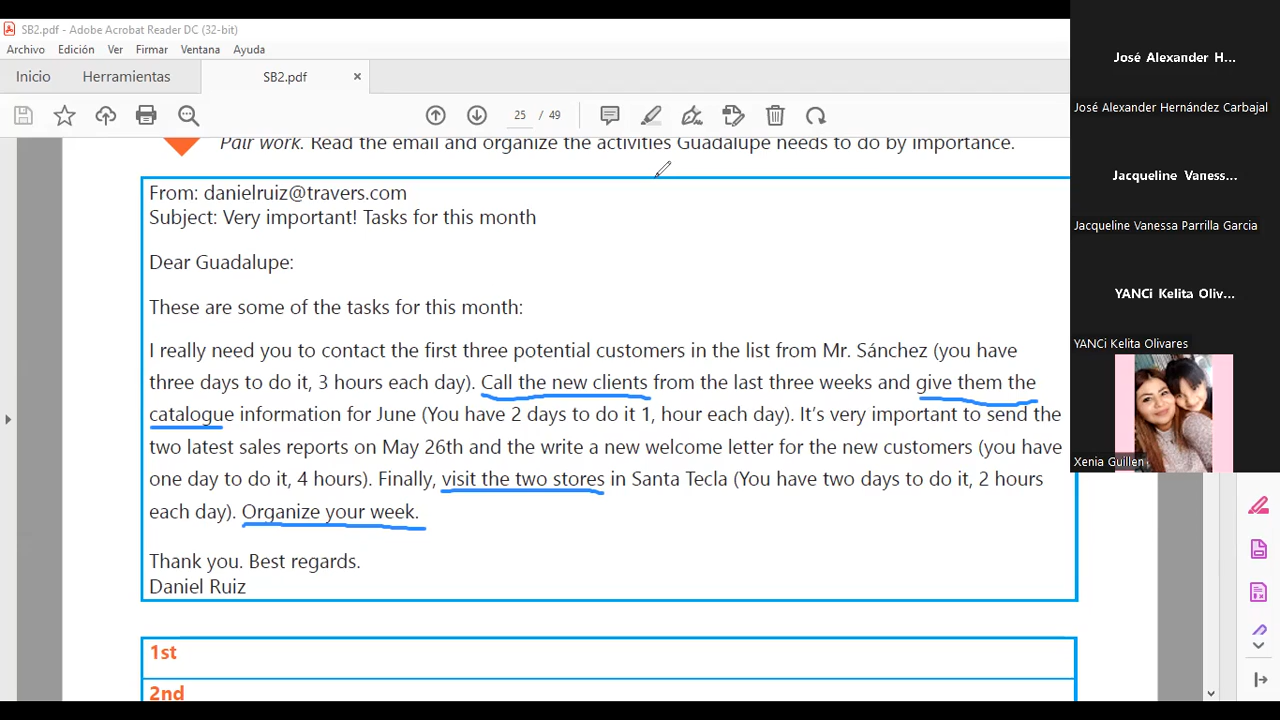 SB2.pdf - Adobe Acrobat Reader DC (32-bit)
Archivo Edición Ver Firmar Ventana Ayuda
Inicio Herramientas SB2.pdf ×
25 / 49
Pair work. Read the email and organize the activities Guadalupe needs to do by importance.
From: danielruiz@travers.com
Subject: Very important! Tasks for this month
Dear Guadalupe:
These are some of the tasks for this month:
I really need you to contact the first three potential customers in the list from Mr. Sánchez (you have
three days to do it, 3 hours each day). Call the new clients from the last three weeks and give them the
catalogue information for June (You have 2 days to do it 1, hour each day). It's very important to send the
two latest sales reports on May 26th and the write a new welcome letter for the new customers (you have
one day to do it, 4 hours). Finally, visit the two stores in Santa Tecla (You have two days to do it, 2 hours
each day). Organize your week.
Thank you. Best regards.
Daniel Ruiz
1st
2nd
José Alexander H...
José Alexander Hernández Carbajal
Jacqueline Vaness...
Jacqueline Vanessa Parrilla Garcia
YANCi Kelita Oliv...
YANCi Kelita Olivares
Xenia Guillen